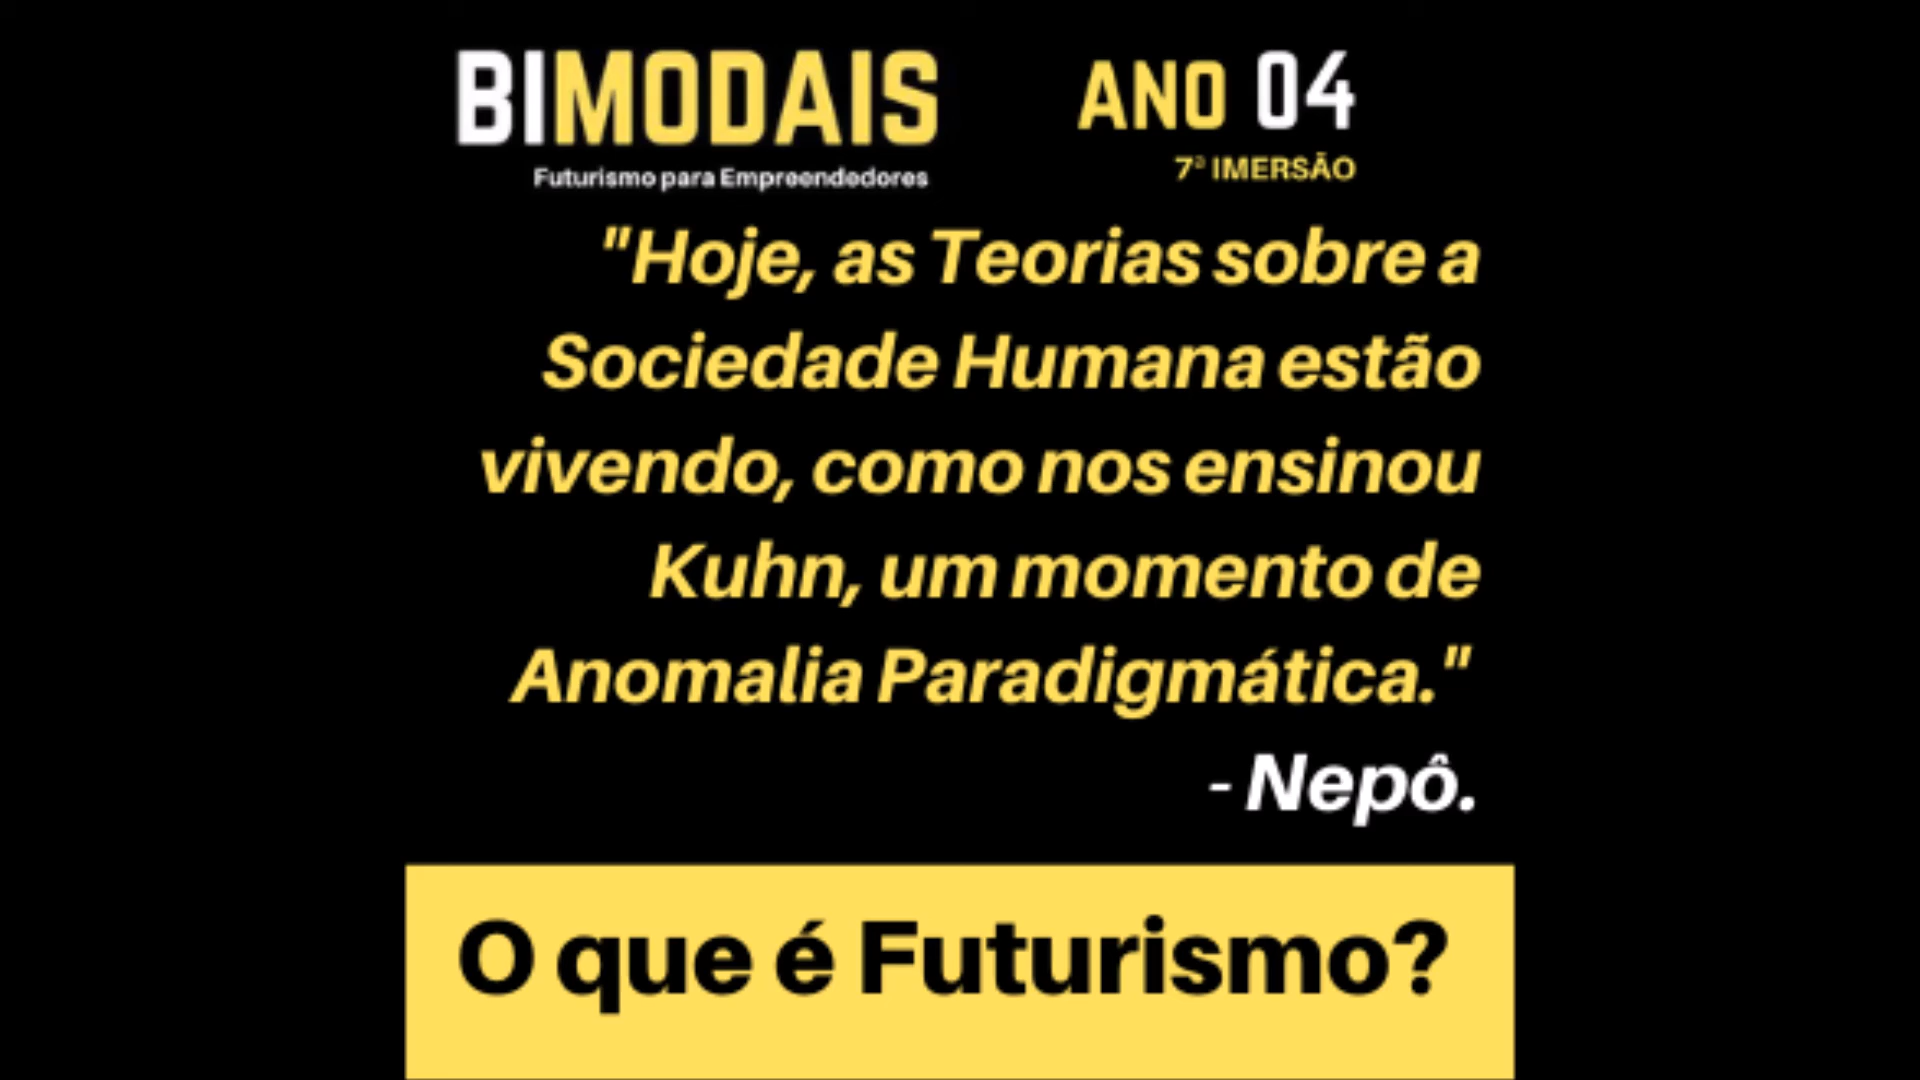 BIMODAIS
Futurismo para Empreendedores
ANO 04
7ª IMERSÃO
"Hoje, as Teorias sobre a
Sociedade Humana estão
vivendo, como nos ensinou
Kuhn, um momento de
Anomalia Paradigmática."
- Nepô.
O que é Futurismo?